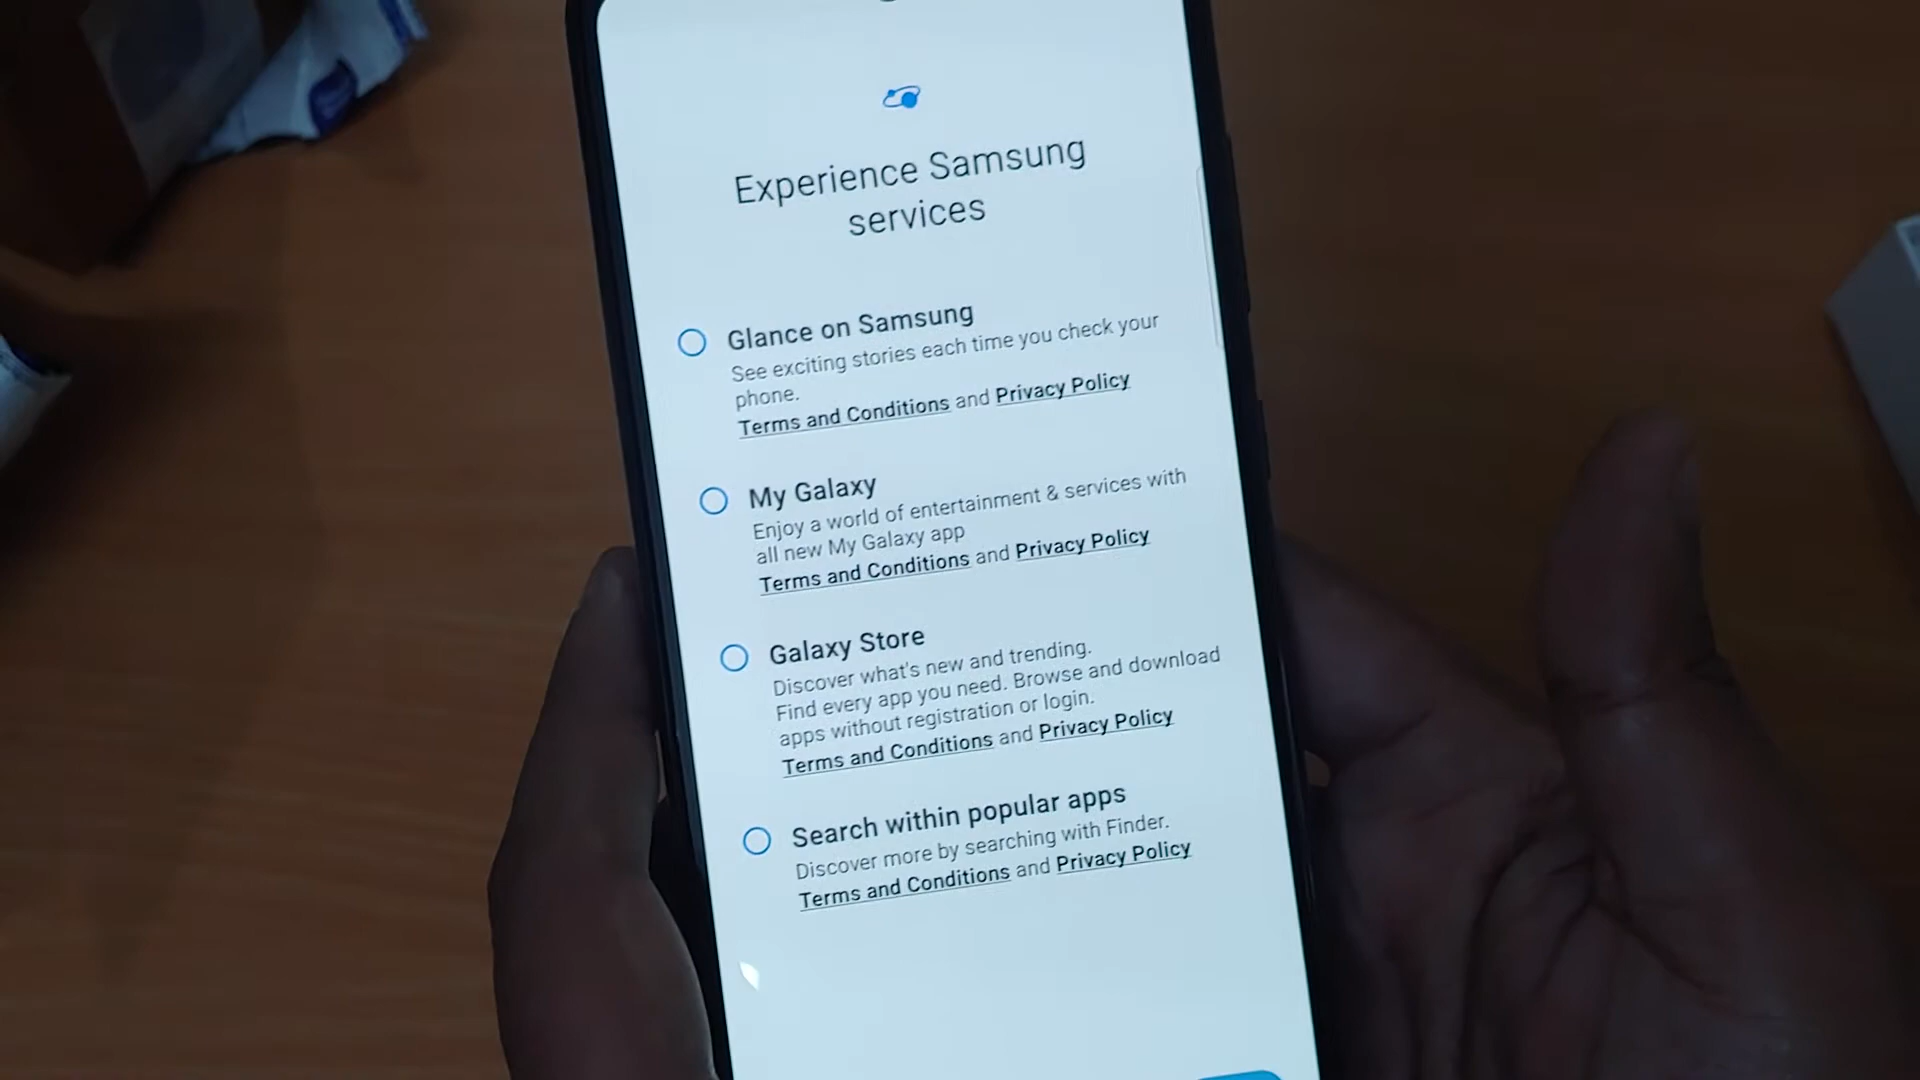 Experience Samsung
services
Glance on Samsung
See exciting stories each time you check your
phone.
Terms and Conditions and Privacy Policy
My Galaxy
Enjoy a world of entertainment & services with
all new My Galaxy app
Terms and Conditions and Privacy Policy
Galaxy Store
Discover what's new and trending.
Find every app you need. Browse and download
apps without registration or login.
Terms and Conditions and Privacy Policy
Search within popular apps
Discover more by searching with Finder.
Terms and Conditions and Privacy Policy